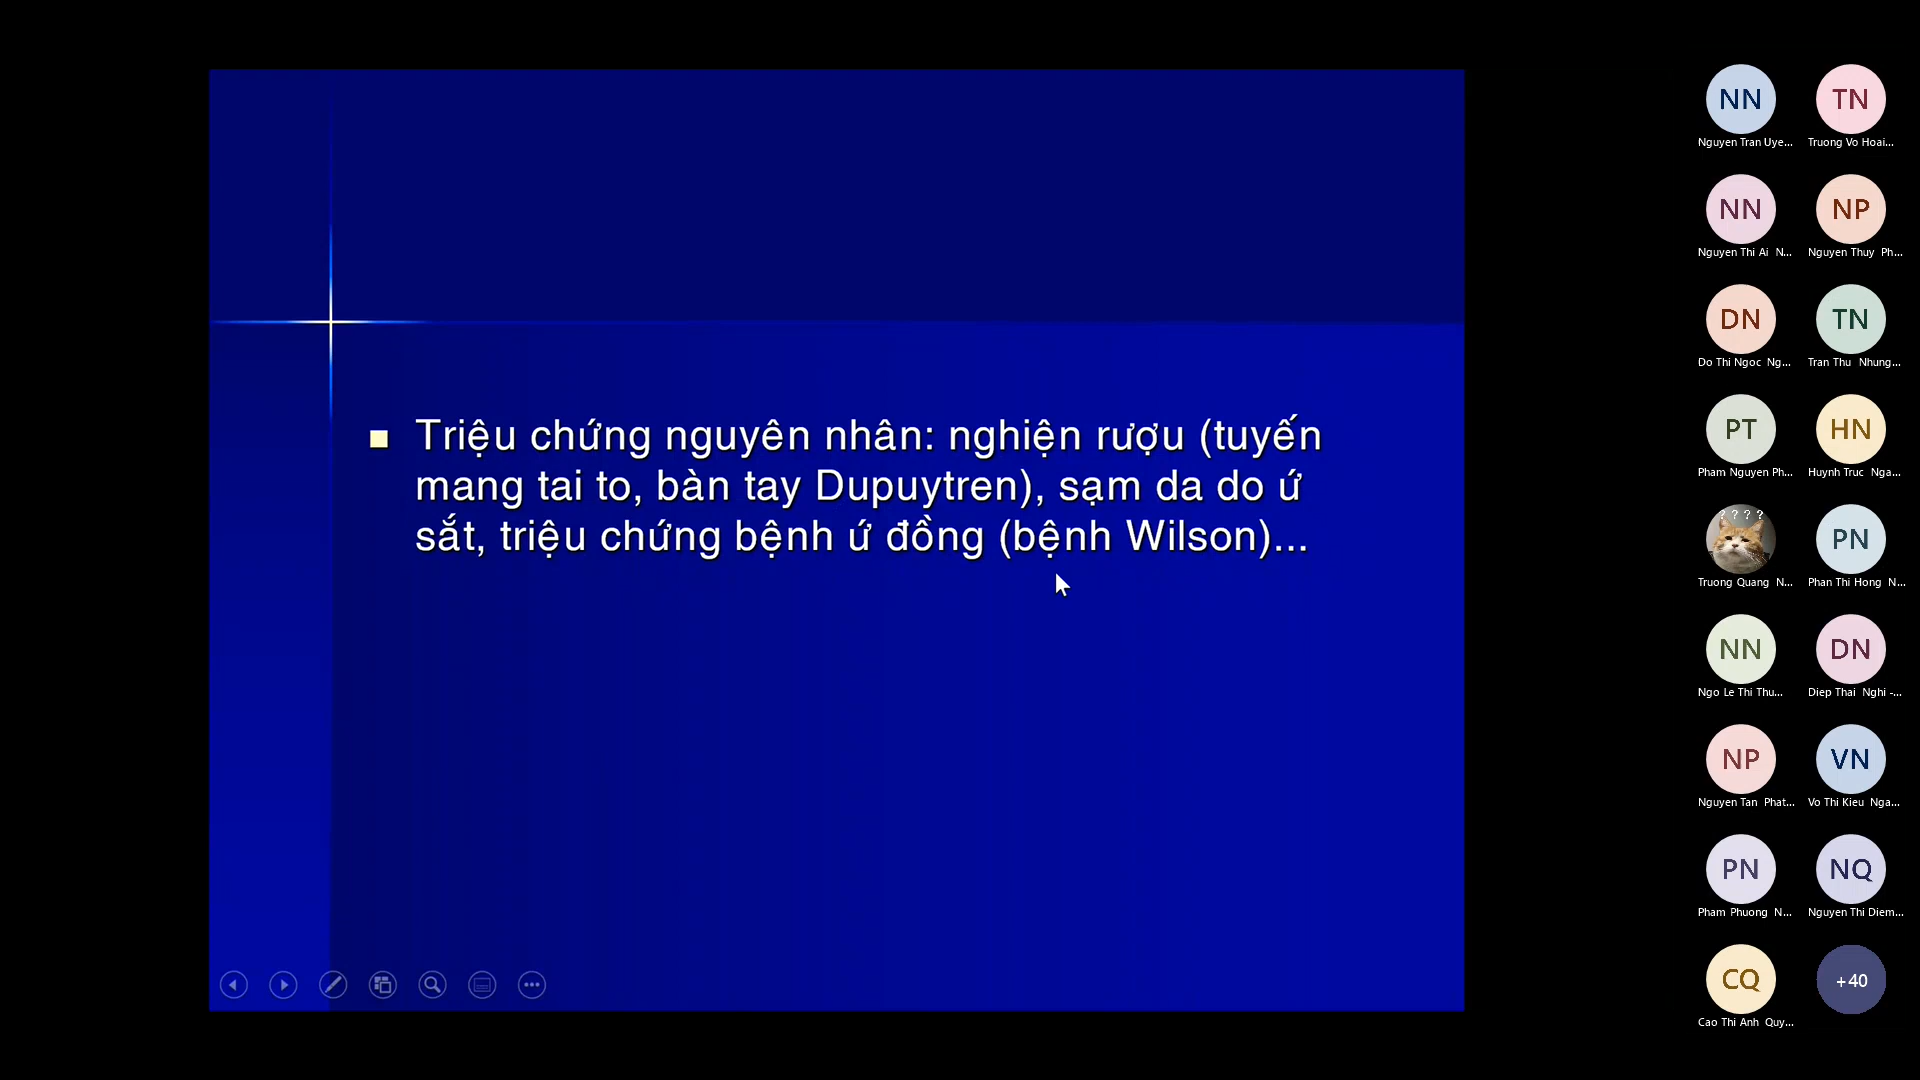 Triệu chứng nguyên nhân: nghiện rượu (tuyến
mang tai to, bàn tay Dupuytren), sạm da do ứ
sắt, triệu chứng bệnh ứ đồng (bệnh Wilson)...
NN
TN
Nguyen Tran Uye...
Truong Vo Hoai...
NN
NP
Nguyen Thi Ai N...
Nguyen Thuy Ph...
DN
TN
Do Thi Ngoc Ng...
Tran Thu Nhung...
PT
HN
Pham Nguyen Ph...
Huynh Truc Nga...
? ? ? ?
PN
Truong Quang N...
Phan Thi Hong N...
NN
DN
Ngo Le Thi Thu...
Diep Thai Nghi -...
NP
VN
Nguyen Tan Phat...
Vo Thi Kieu Nga...
PN
NQ
Pham Phuong N...
Nguyen Thi Diem...
CQ
+40
Cao Thi Anh Quy...